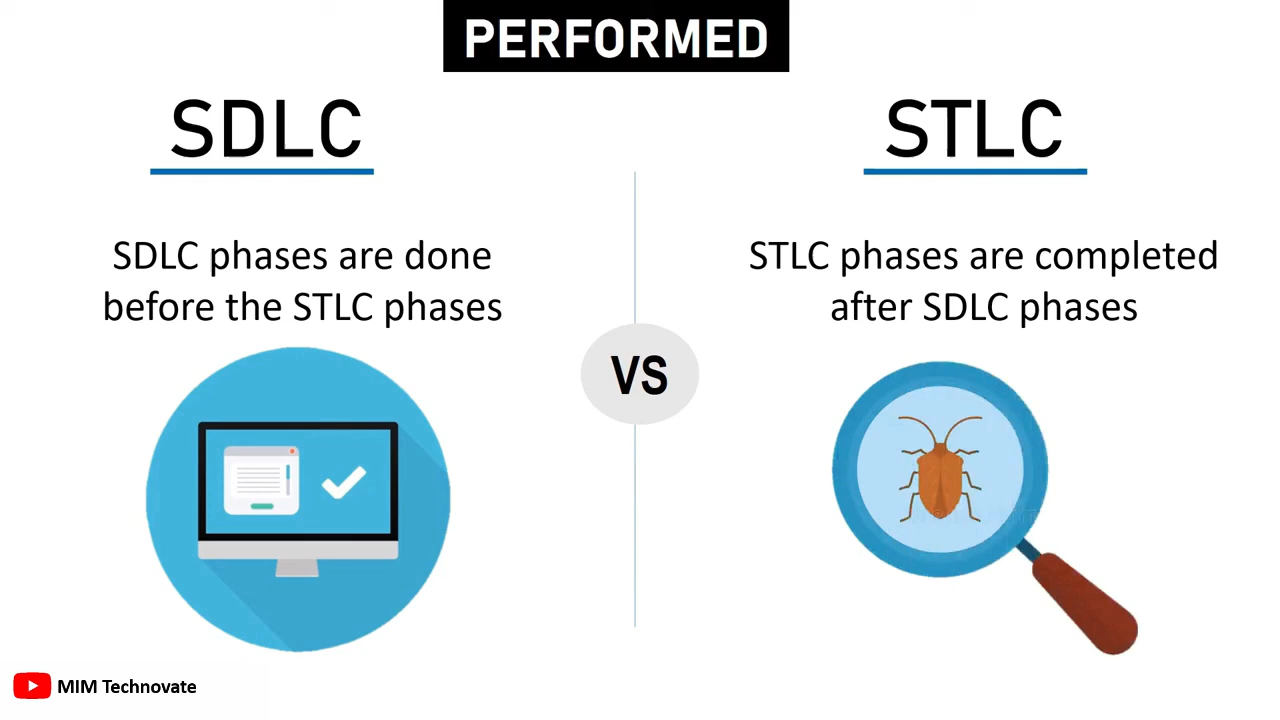 PERFORMED
SDLC
SDLC phases are done
before the STLC phases
VS
STLC
STLC phases are completed
after SDLC phases
MIM Technovate